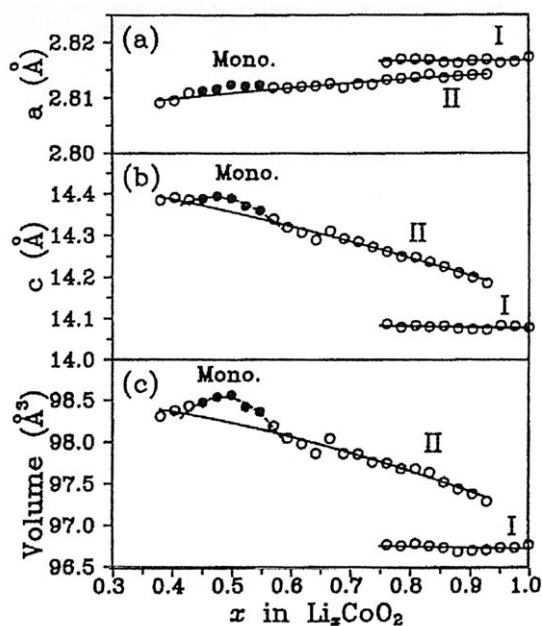 (a)
I
Mono.
II
2.82
2.81
2.80
a (Å)
(b)
Mono.
II
I
14.4
14.3
14.2
14.1
14.0
c (Å)
(c)
Mono.
II
I
98.5
98.0
97.5
97.0
96.5
Volume (Å³)
0.3 0.4 0.5 0.6 0.7 0.8 0.9 1.0
x in LiₓCoO₂